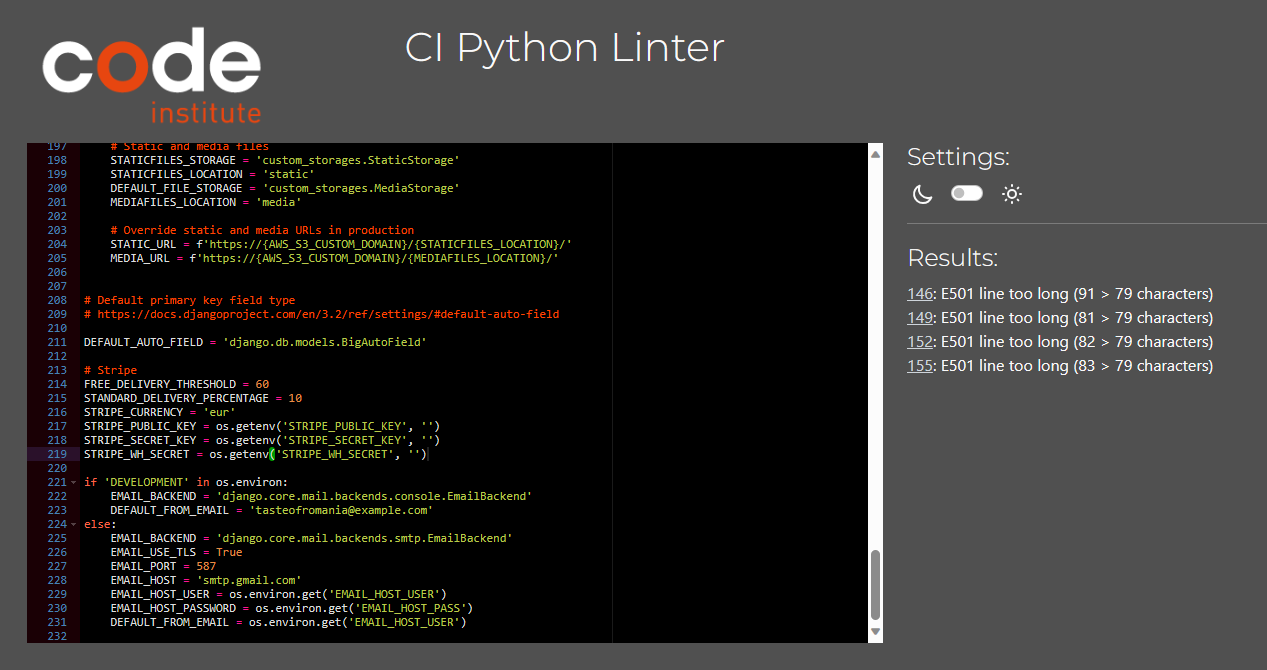 code
institute
CI Python Linter
197 # Static and media files
198 STATICFILES_STORAGE = 'custom_storages.StaticStorage'
199 STATICFILES_LOCATION = 'static'
200 DEFAULT_FILE_STORAGE = 'custom_storages.MediaStorage'
201 MEDIAFILES_LOCATION = 'media'
202
203 # Override static and media URLs in production
204 STATIC_URL = f'https://{AWS_S3_CUSTOM_DOMAIN}/{STATICFILES_LOCATION}/'
205 MEDIA_URL = f'https://{AWS_S3_CUSTOM_DOMAIN}/{MEDIAFILES_LOCATION}/'
206
207
208 # Default primary key field type
209 # https://docs.djangoproject.com/en/3.2/ref/settings/#default-auto-field
210
211 DEFAULT_AUTO_FIELD = 'django.db.models.BigAutoField'
212
213 # Stripe
214 FREE_DELIVERY_THRESHOLD = 60
215 STANDARD_DELIVERY_PERCENTAGE = 10
216 STRIPE_CURRENCY = 'eur'
217 STRIPE_PUBLIC_KEY = os.getenv('STRIPE_PUBLIC_KEY', '')
218 STRIPE_SECRET_KEY = os.getenv('STRIPE_SECRET_KEY', '')
219 STRIPE_WH_SECRET = os.getenv('STRIPE_WH_SECRET', '')
220
221 if 'DEVELOPMENT' in os.environ:
222 EMAIL_BACKEND = 'django.core.mail.backends.console.EmailBackend'
223 DEFAULT_FROM_EMAIL = 'tasteofromania@example.com'
224 else:
225 EMAIL_BACKEND = 'django.core.mail.backends.smtp.EmailBackend'
226 EMAIL_USE_TLS = True
227 EMAIL_PORT = 587
228 EMAIL_HOST = 'smtp.gmail.com'
229 EMAIL_HOST_USER = os.environ.get('EMAIL_HOST_USER')
230 EMAIL_HOST_PASSWORD = os.environ.get('EMAIL_HOST_PASS')
231 DEFAULT_FROM_EMAIL = os.environ.get('EMAIL_HOST_USER')
232
Settings:
Results:
146: E501 line too long (91 > 79 characters)
149: E501 line too long (81 > 79 characters)
152: E501 line too long (82 > 79 characters)
155: E501 line too long (83 > 79 characters)